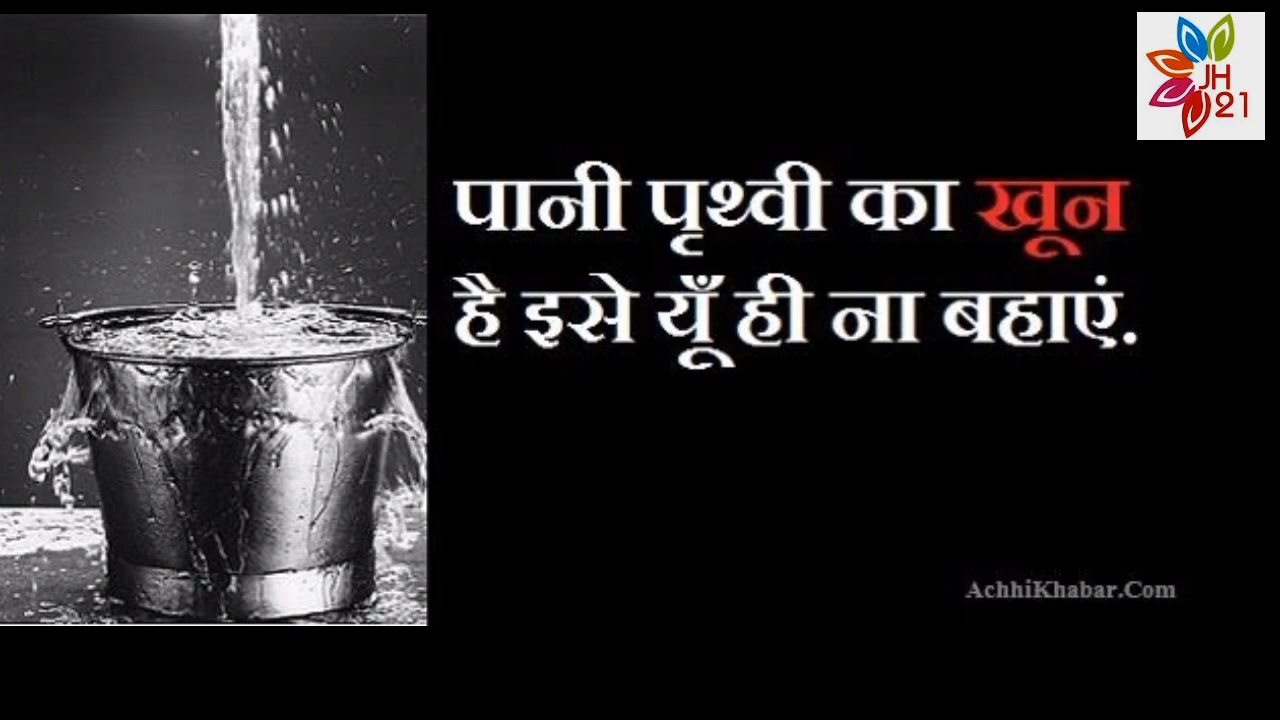 JH
21
पानी पृथ्वी का खून
है इसे यूँ ही ना बहाएं.
AchhiKhabar.Com